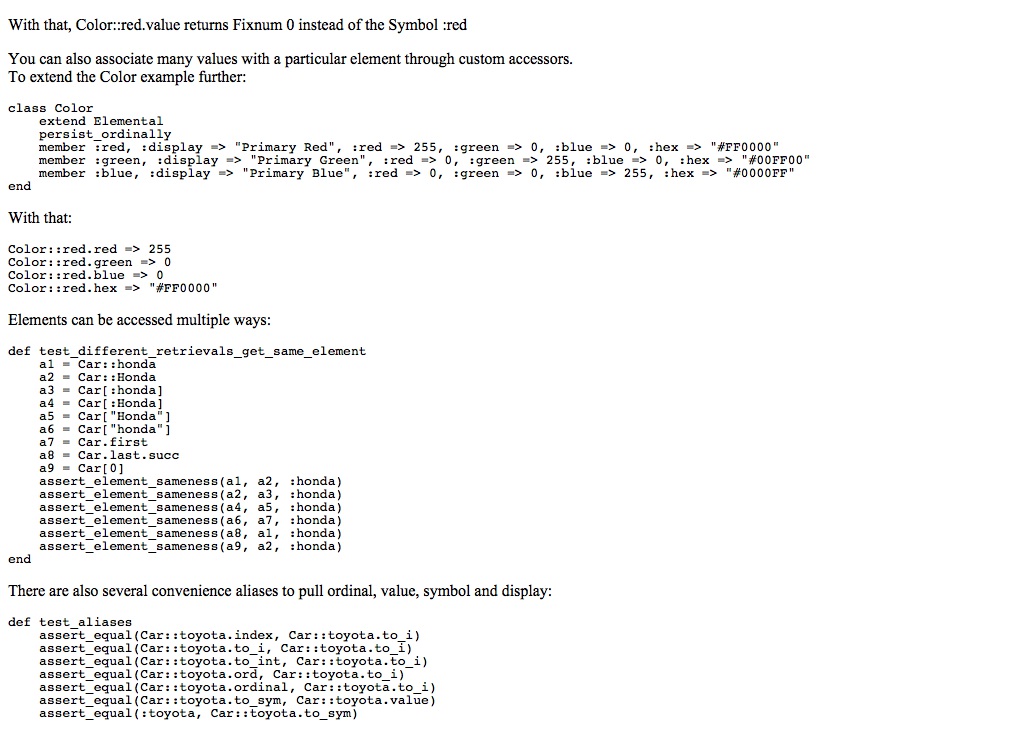 With that, Color::red.value returns Fixnum 0 instead of the Symbol :red
You can also associate many values with a particular element through custom accessors.
To extend the Color example further:
class Color
    extend Elemental
    persist_ordinally
    member :red, :display => "Primary Red", :red => 255, :green => 0, :blue => 0, :hex => "#FF0000"
    member :green, :display => "Primary Green", :red => 0, :green => 255, :blue => 0, :hex => "#00FF00"
    member :blue, :display => "Primary Blue", :red => 0, :green => 0, :blue => 255, :hex => "#0000FF"
end
With that:
Color::red.red => 255
Color::red.green => 0
Color::red.blue => 0
Color::red.hex => "#FF0000"
Elements can be accessed multiple ways:
def test_different_retrievals_get_same_element
    a1 = Car::honda
    a2 = Car::Honda
    a3 = Car[:honda]
    a4 = Car[:Honda]
    a5 = Car["Honda"]
    a6 = Car["honda"]
    a7 = Car.first
    a8 = Car.last.succ
    a9 = Car[0]
    assert_element_sameness(a1, a2, :honda)
    assert_element_sameness(a2, a3, :honda)
    assert_element_sameness(a4, a5, :honda)
    assert_element_sameness(a6, a7, :honda)
    assert_element_sameness(a8, a1, :honda)
    assert_element_sameness(a9, a2, :honda)
end
There are also several convenience aliases to pull ordinal, value, symbol and display:
def test_aliases
    assert_equal(Car::toyota.index, Car::toyota.to_i)
    assert_equal(Car::toyota.to_i, Car::toyota.to_i)
    assert_equal(Car::toyota.to_int, Car::toyota.to_i)
    assert_equal(Car::toyota.ord, Car::toyota.to_i)
    assert_equal(Car::toyota.ordinal, Car::toyota.to_i)
    assert_equal(Car::toyota.to_sym, Car::toyota.value)
    assert_equal(:toyota, Car::toyota.to_sym)